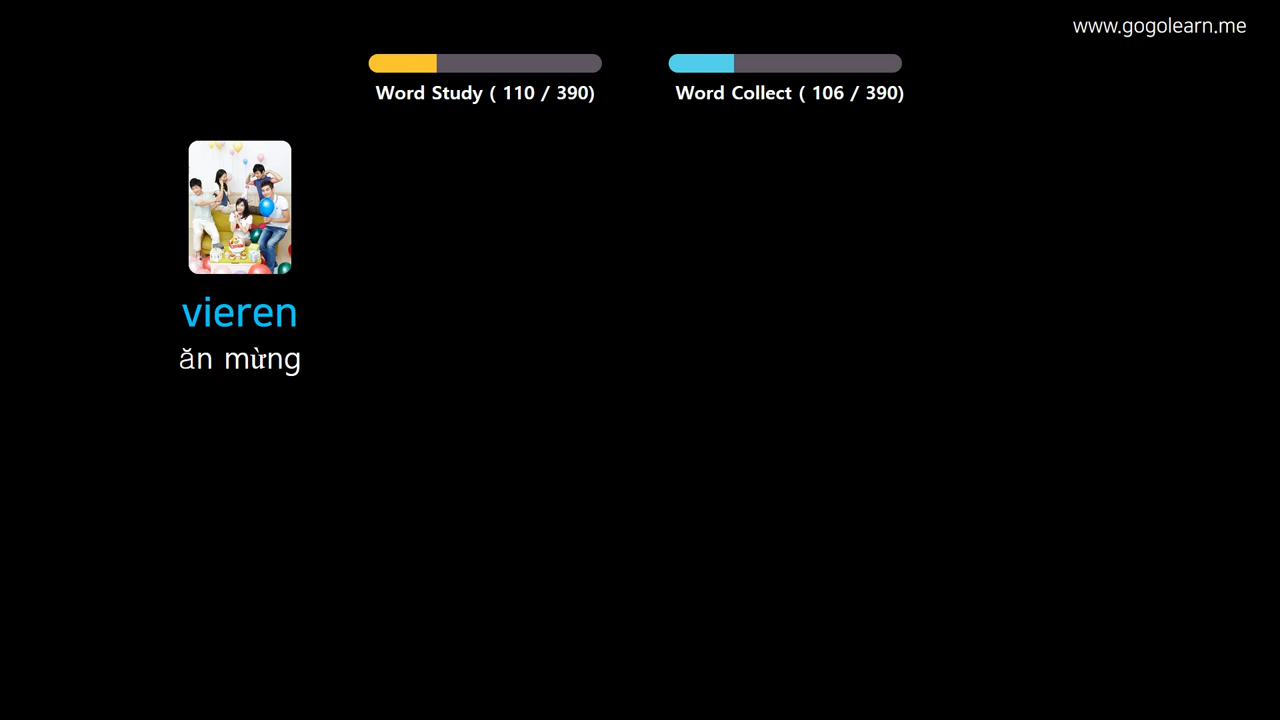 www.gogolearn.me
Word Study ( 110 / 390)
Word Collect ( 106 / 390)
vieren
ăn mừng